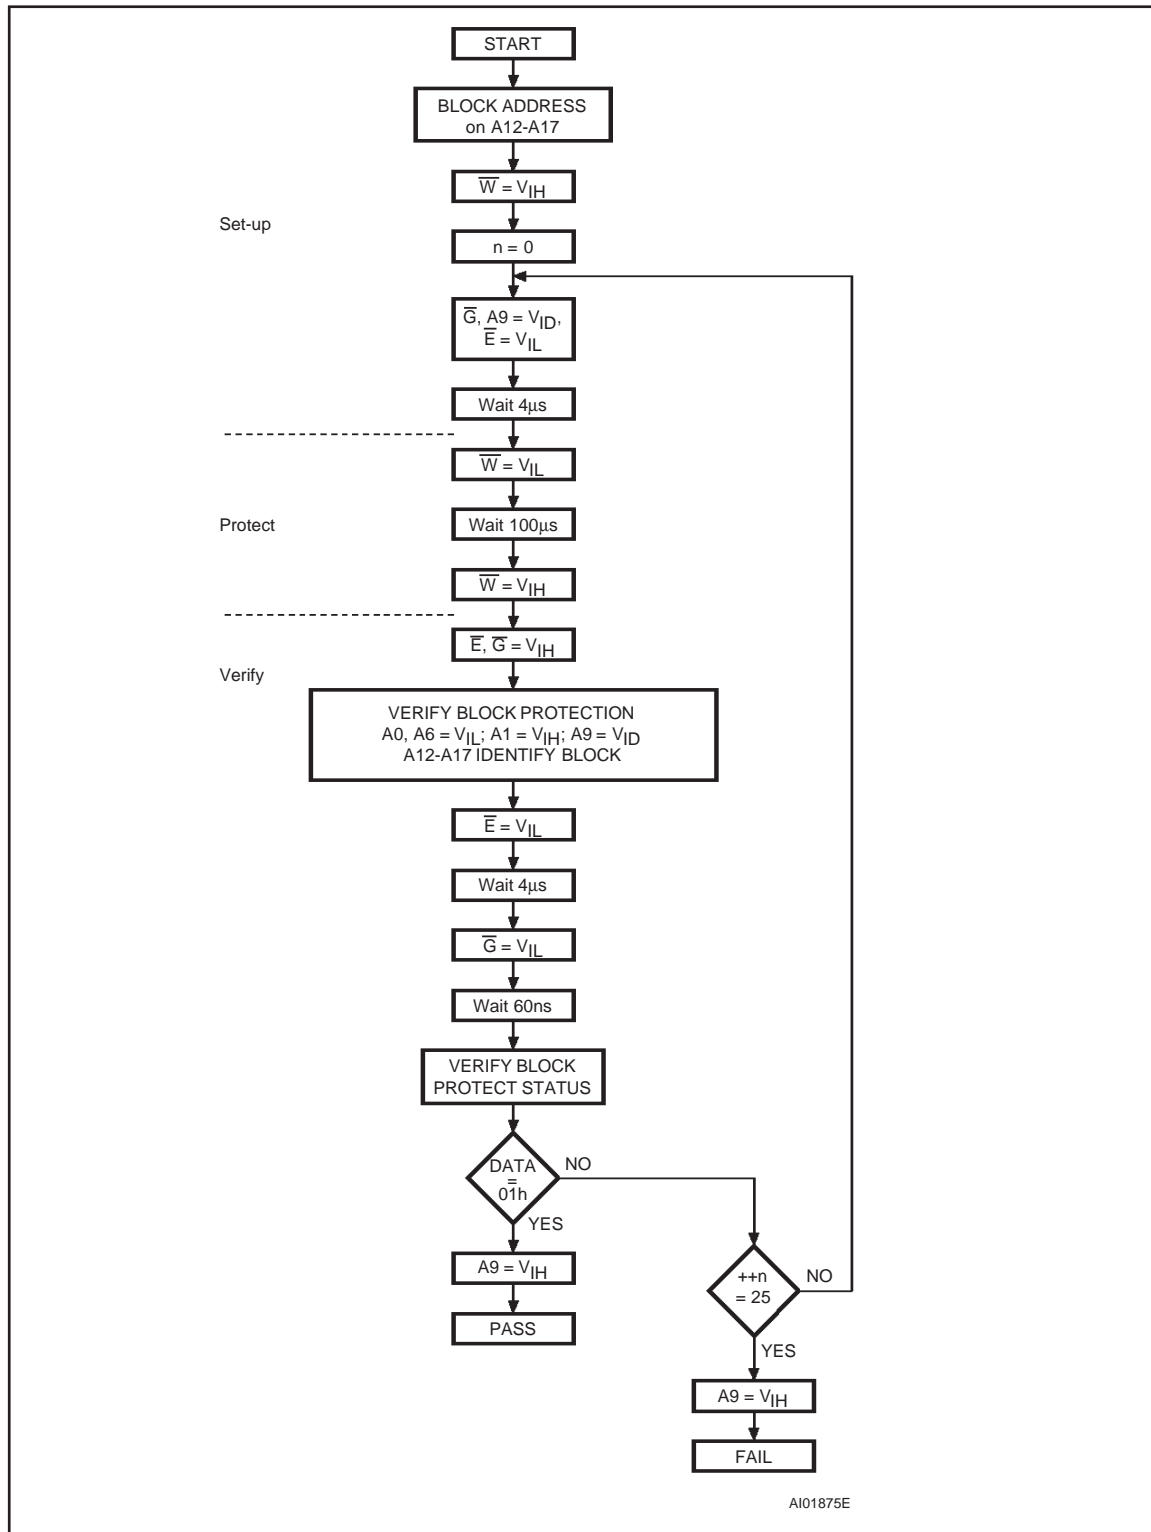 START
BLOCK ADDRESS
on A12-A17
W̅ = VIH
Set-up
n = 0
G̅, A9 = VID,
E̅ = VIL
Wait 4µs
W̅ = VIL
Protect
Wait 100µs
W̅ = VIH
E̅, G̅ = VIH
Verify
VERIFY BLOCK PROTECTION
A0, A6 = VIL; A1 = VIH; A9 = VID
A12-A17 IDENTIFY BLOCK
E̅ = VIL
Wait 4µs
G̅ = VIL
Wait 60ns
VERIFY BLOCK
PROTECT STATUS
DATA
=
01h
NO
YES
A9 = VIH
PASS
++n
= 25
NO
YES
A9 = VIH
FAIL
AI01875E